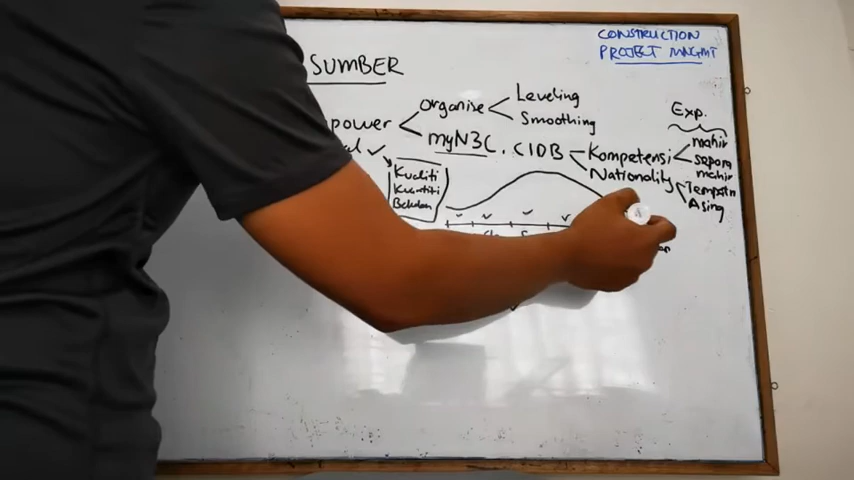 CONSTRUCTION
PROJECT MNGMT
SUMBER
power
Organise
Leveling
Smoothing
myN3C. CIDB
Kompetensi
Nationality
Exp.
mahir
separa
mahir
Tempatan
Asing
Kualiti
Kuantiti
Bekalan